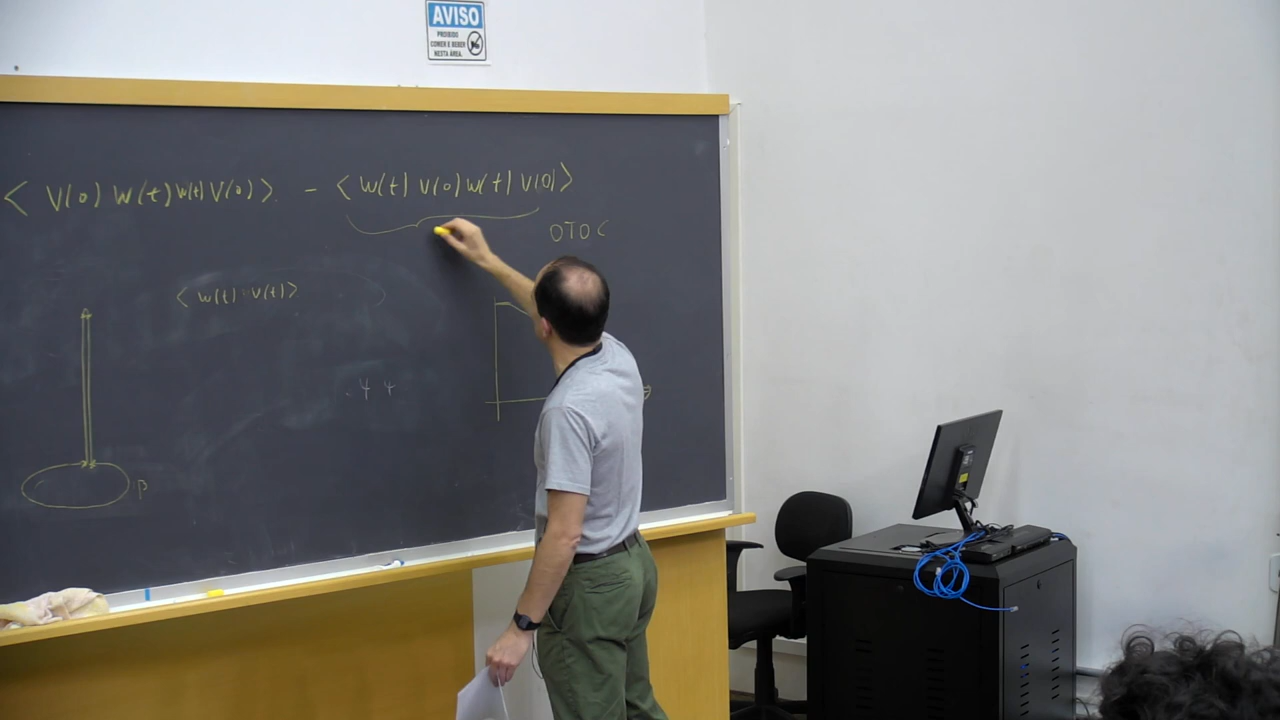 AVISO
PROIBIDO
COMER E BEBER
NESTA ÁREA.
< V(0) W(t) W(t) V(0) > - < W(t) V(0) W(t) V(0) >
OTOC
< W(t) V(t) >
ψ ψ
β